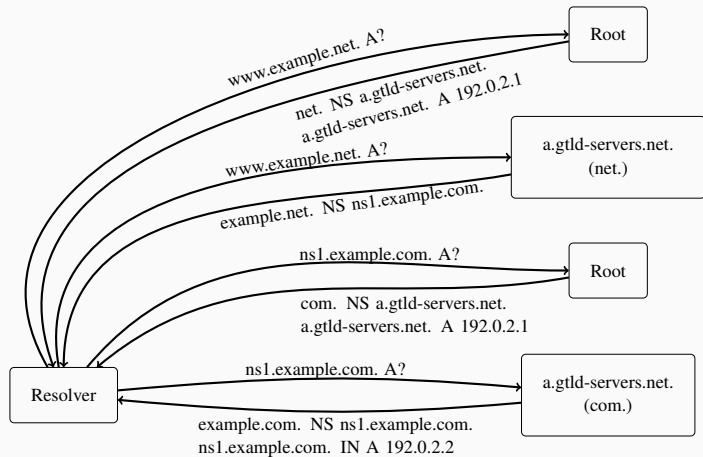 www.example.net. A?
Root
net. NS a.gtld-servers.net.
a.gtld-servers.net. A 192.0.2.1
www.example.net. A?
a.gtld-servers.net.
(net.)
example.net. NS ns1.example.com.
ns1.example.com. A?
Root
com. NS a.gtld-servers.net.
a.gtld-servers.net. A 192.0.2.1
ns1.example.com. A?
Resolver
a.gtld-servers.net.
(com.)
example.com. NS ns1.example.com.
ns1.example.com. IN A 192.0.2.2